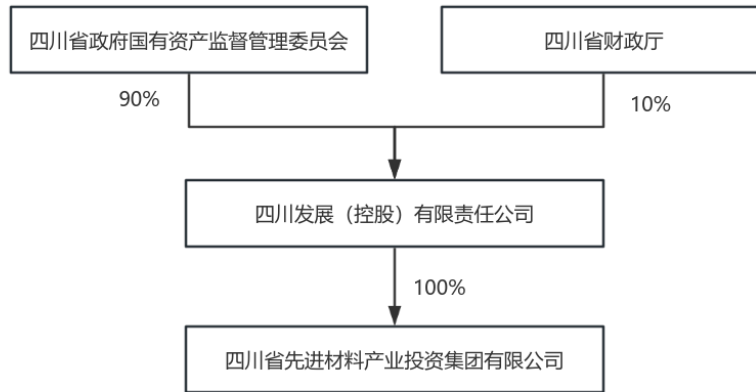 四川省政府国有资产监督管理委员会
四川省财政厅
90%
10%
四川发展（控股）有限责任公司
100%
四川省先进材料产业投资集团有限公司